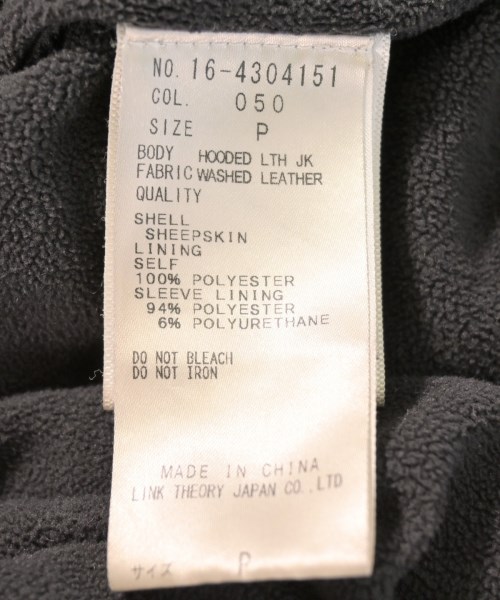 NO. 16-4304151
COL. 050
SIZE P
BODY HOODED LTH JK
FABRIC WASHED LEATHER
QUALITY
SHELL
SHEEPSKIN
LINING
SELF
100% POLYESTER
SLEEVE LINING
94% POLYESTER
6% POLYURETHANE
DO NOT BLEACH
DO NOT IRON
MADE IN CHINA
LINK THEORY JAPAN CO.,LTD
サイズ P